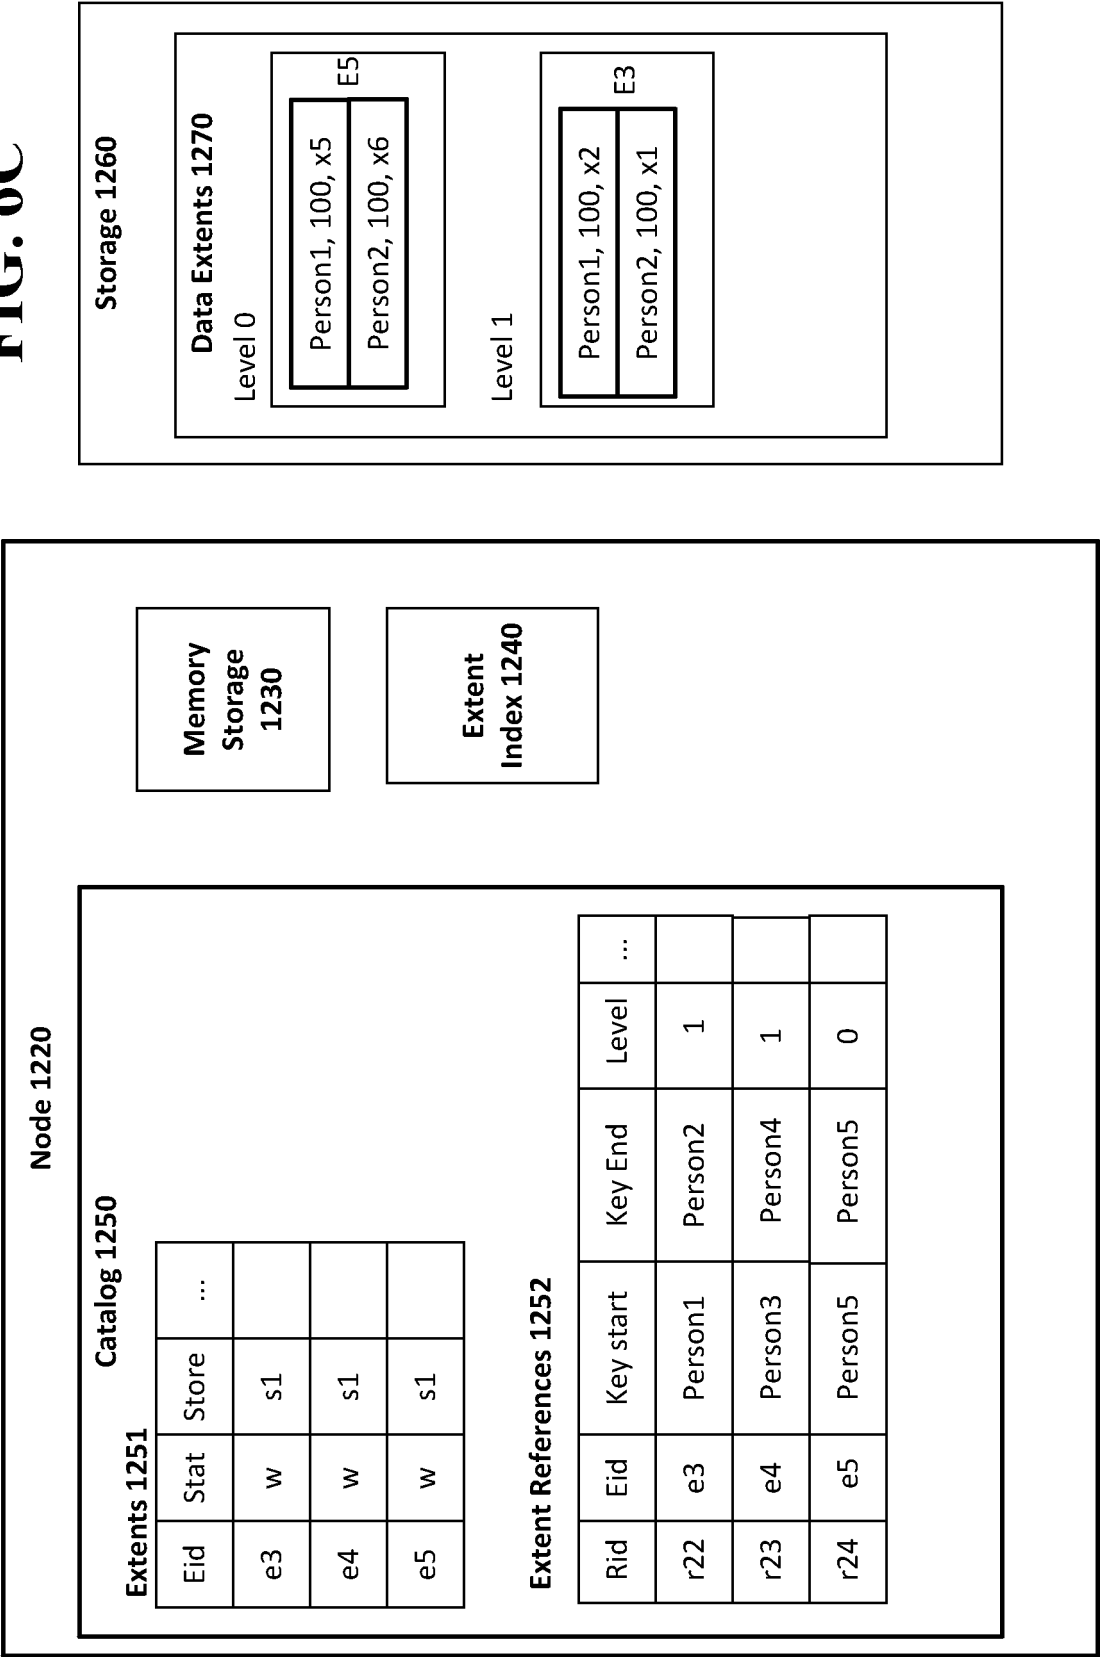 FIG. 6C
Node 1220
Catalog 1250
Extents 1251
Eid Stat Store ...
e3 w s1
e4 w s1
e5 w s1
Extent References 1252
Rid Eid Key start Key End Level ...
r22 e3 Person1 Person2 1
r23 e4 Person3 Person4 1
r24 e5 Person5 Person5 0
Memory
Storage
1230
Extent
Index 1240
Storage 1260
Data Extents 1270
Level 0
Person1, 100, x5
Person2, 100, x6
E5
Level 1
Person1, 100, x2
Person2, 100, x1
E3